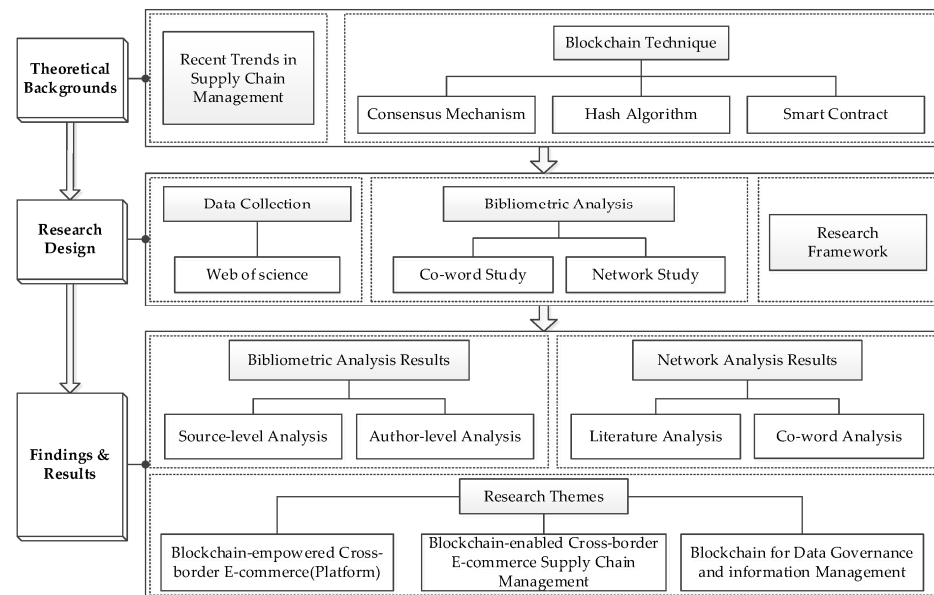 Theoretical
Backgrounds
Recent Trends in
Supply Chain
Management
Blockchain Technique
Consensus Mechanism
Hash Algorithm
Smart Contract
Research
Design
Data Collection
Web of science
Bibliometric Analysis
Co-word Study
Network Study
Research
Framework
Findings &
Results
Bibliometric Analysis Results
Source-level Analysis
Author-level Analysis
Network Analysis Results
Literature Analysis
Co-word Analysis
Research Themes
Blockchain-empowered Cross-
border E-commerce(Platform)
Blockchain-enabled Cross-border
E-commerce Supply Chain
Management
Blockchain for Data Governance
and information Management